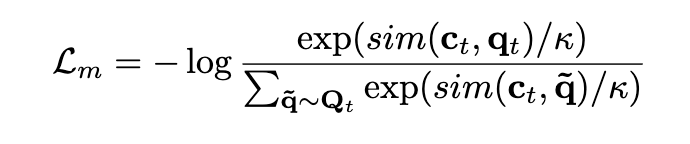 $\mathcal{L}_m = -\log \frac{\exp(sim(\mathbf{c}_t, \mathbf{q}_t)/\kappa)}{\sum_{\tilde{\mathbf{q}} \sim \mathbf{Q}_t} \exp(sim(\mathbf{c}_t, \tilde{\mathbf{q}})/\kappa)}$